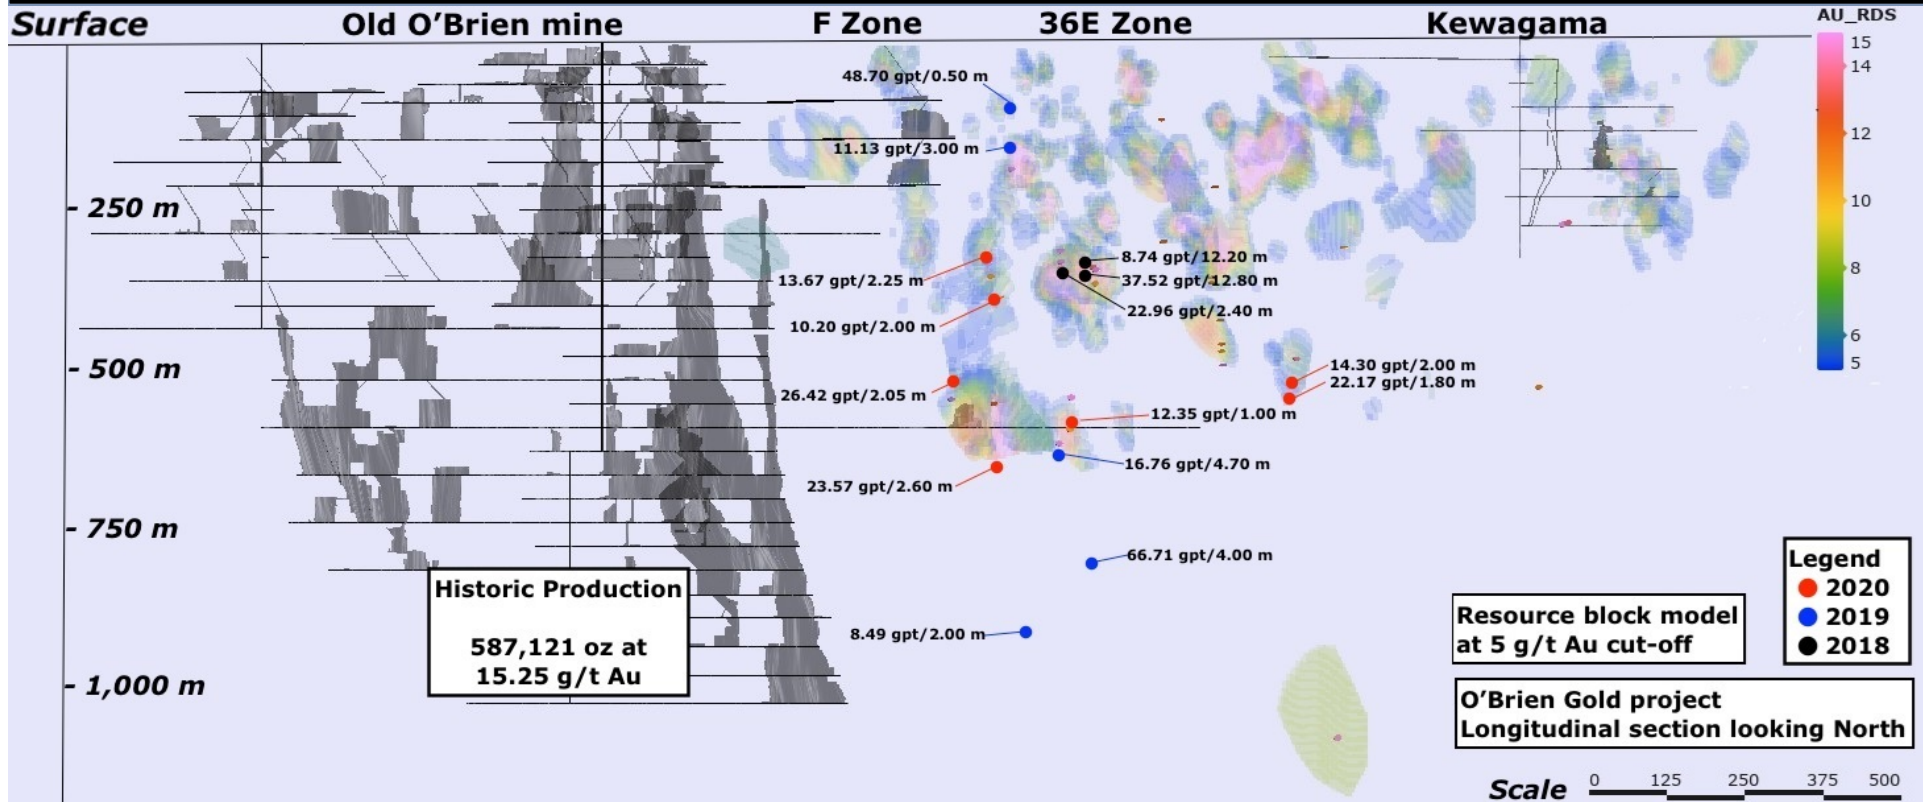 Surface
Old O'Brien mine
F Zone
36E Zone
Kewagama
AU_RDS
15
14
12
10
8
6
5
- 250 m
- 500 m
- 750 m
- 1,000 m
48.70 gpt/0.50 m
11.13 gpt/3.00 m
13.67 gpt/2.25 m
10.20 gpt/2.00 m
26.42 gpt/2.05 m
23.57 gpt/2.60 m
8.74 gpt/12.20 m
37.52 gpt/12.80 m
22.96 gpt/2.40 m
14.30 gpt/2.00 m
22.17 gpt/1.80 m
12.35 gpt/1.00 m
16.76 gpt/4.70 m
66.71 gpt/4.00 m
8.49 gpt/2.00 m
Historic Production
587,121 oz at
15.25 g/t Au
Resource block model
at 5 g/t Au cut-off
Legend
2020
2019
2018
O'Brien Gold project
Longitudinal section looking North
Scale
0 125 250 375 500